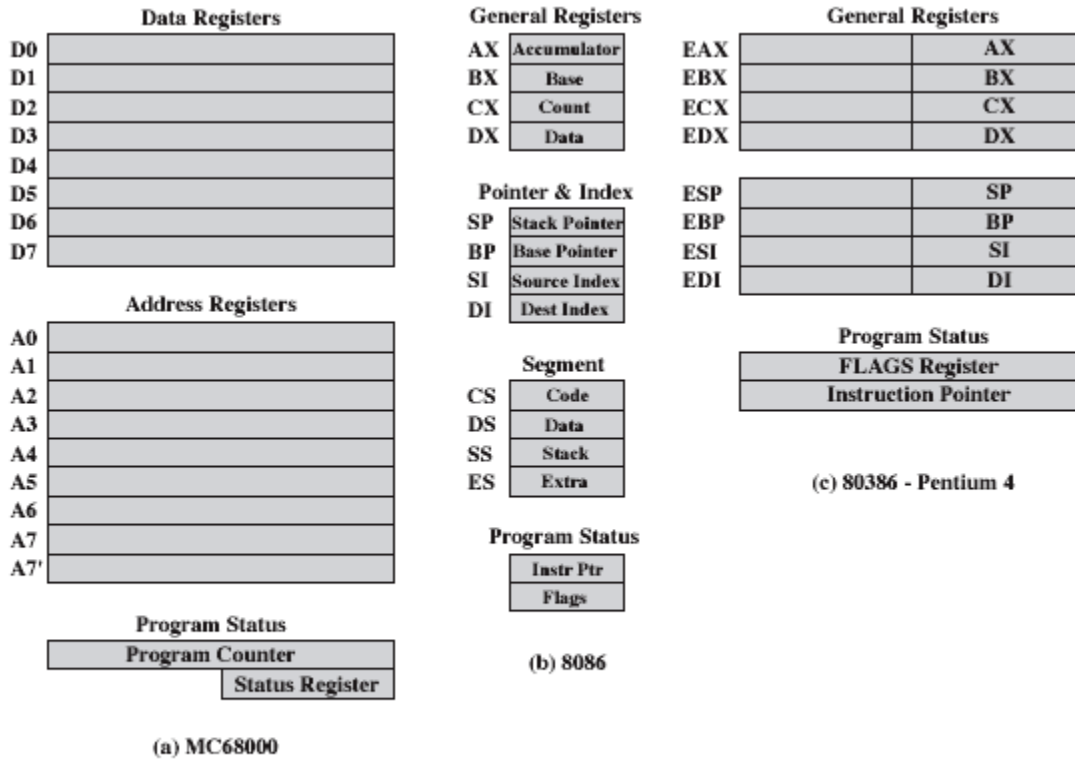 Data Registers
D0
D1
D2
D3
D4
D5
D6
D7
Address Registers
A0
A1
A2
A3
A4
A5
A6
A7
A7'
Program Status
Program Counter
Status Register
(a) MC68000
General Registers
AX Accumulator
BX Base
CX Count
DX Data
Pointer & Index
SP Stack Pointer
BP Base Pointer
SI Source Index
DI Dest Index
Segment
CS Code
DS Data
SS Stack
ES Extra
Program Status
Instr Ptr
Flags
(b) 8086
General Registers
EAX AX
EBX BX
ECX CX
EDX DX
ESP SP
EBP BP
ESI SI
EDI DI
Program Status
FLAGS Register
Instruction Pointer
(c) 80386 - Pentium 4